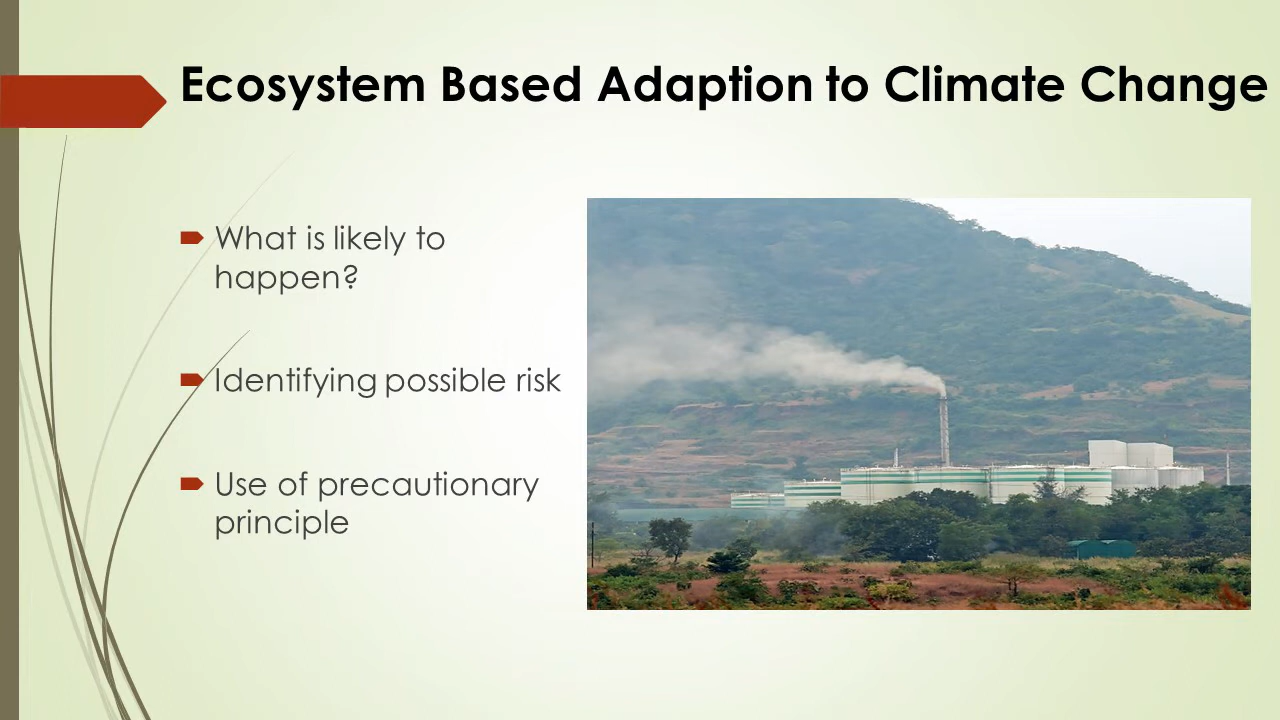 Ecosystem Based Adaption to Climate Change
What is likely to
happen?
Identifying possible risk
Use of precautionary
principle